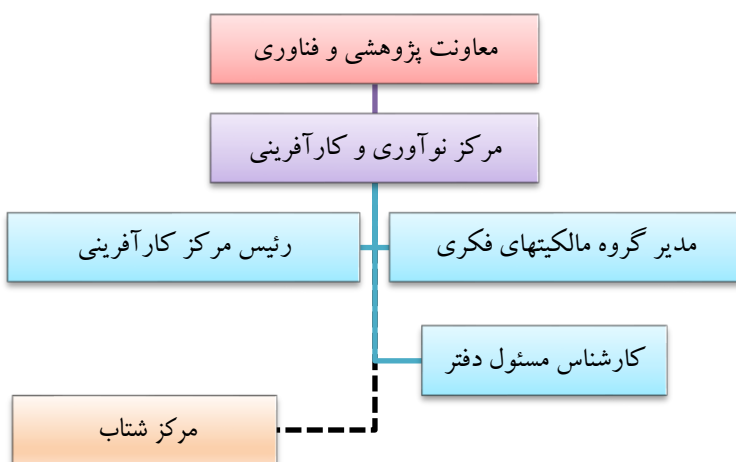 معاونت پژوهشی و فناوری
مرکز نوآوری و کارآفرینی
مدیر گروه مالکیتهای فکری
رئیس مرکز کارآفرینی
کارشناس مسئول دفتر
مرکز شتاب